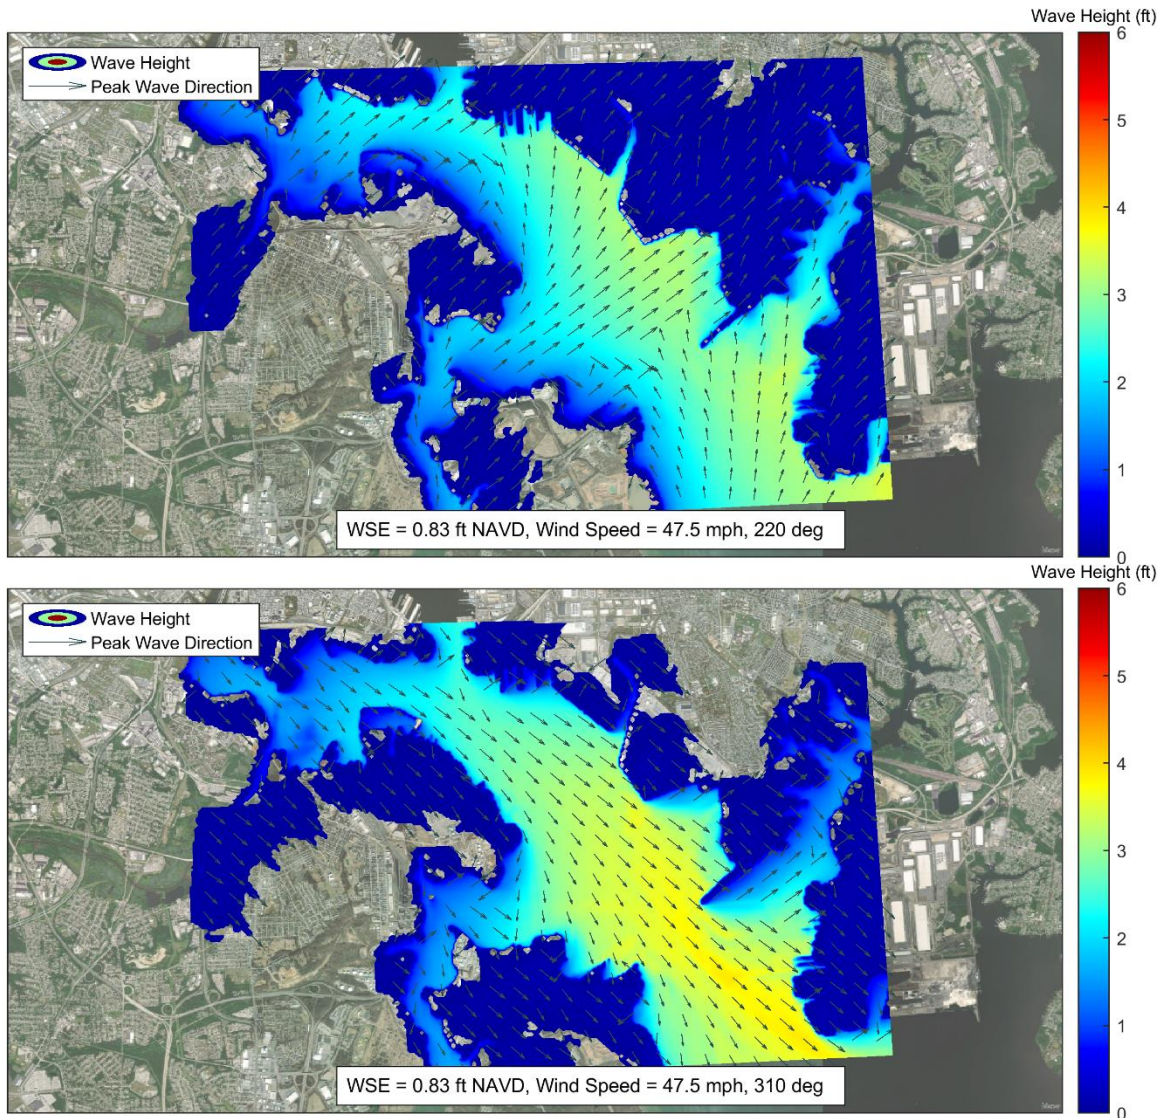 Wave Height (ft)
Wave Height
Peak Wave Direction
6
5
4
3
2
1
0
WSE = 0.83 ft NAVD, Wind Speed = 47.5 mph, 220 deg
Wave Height (ft)
Wave Height
Peak Wave Direction
6
5
4
3
2
1
0
WSE = 0.83 ft NAVD, Wind Speed = 47.5 mph, 310 deg